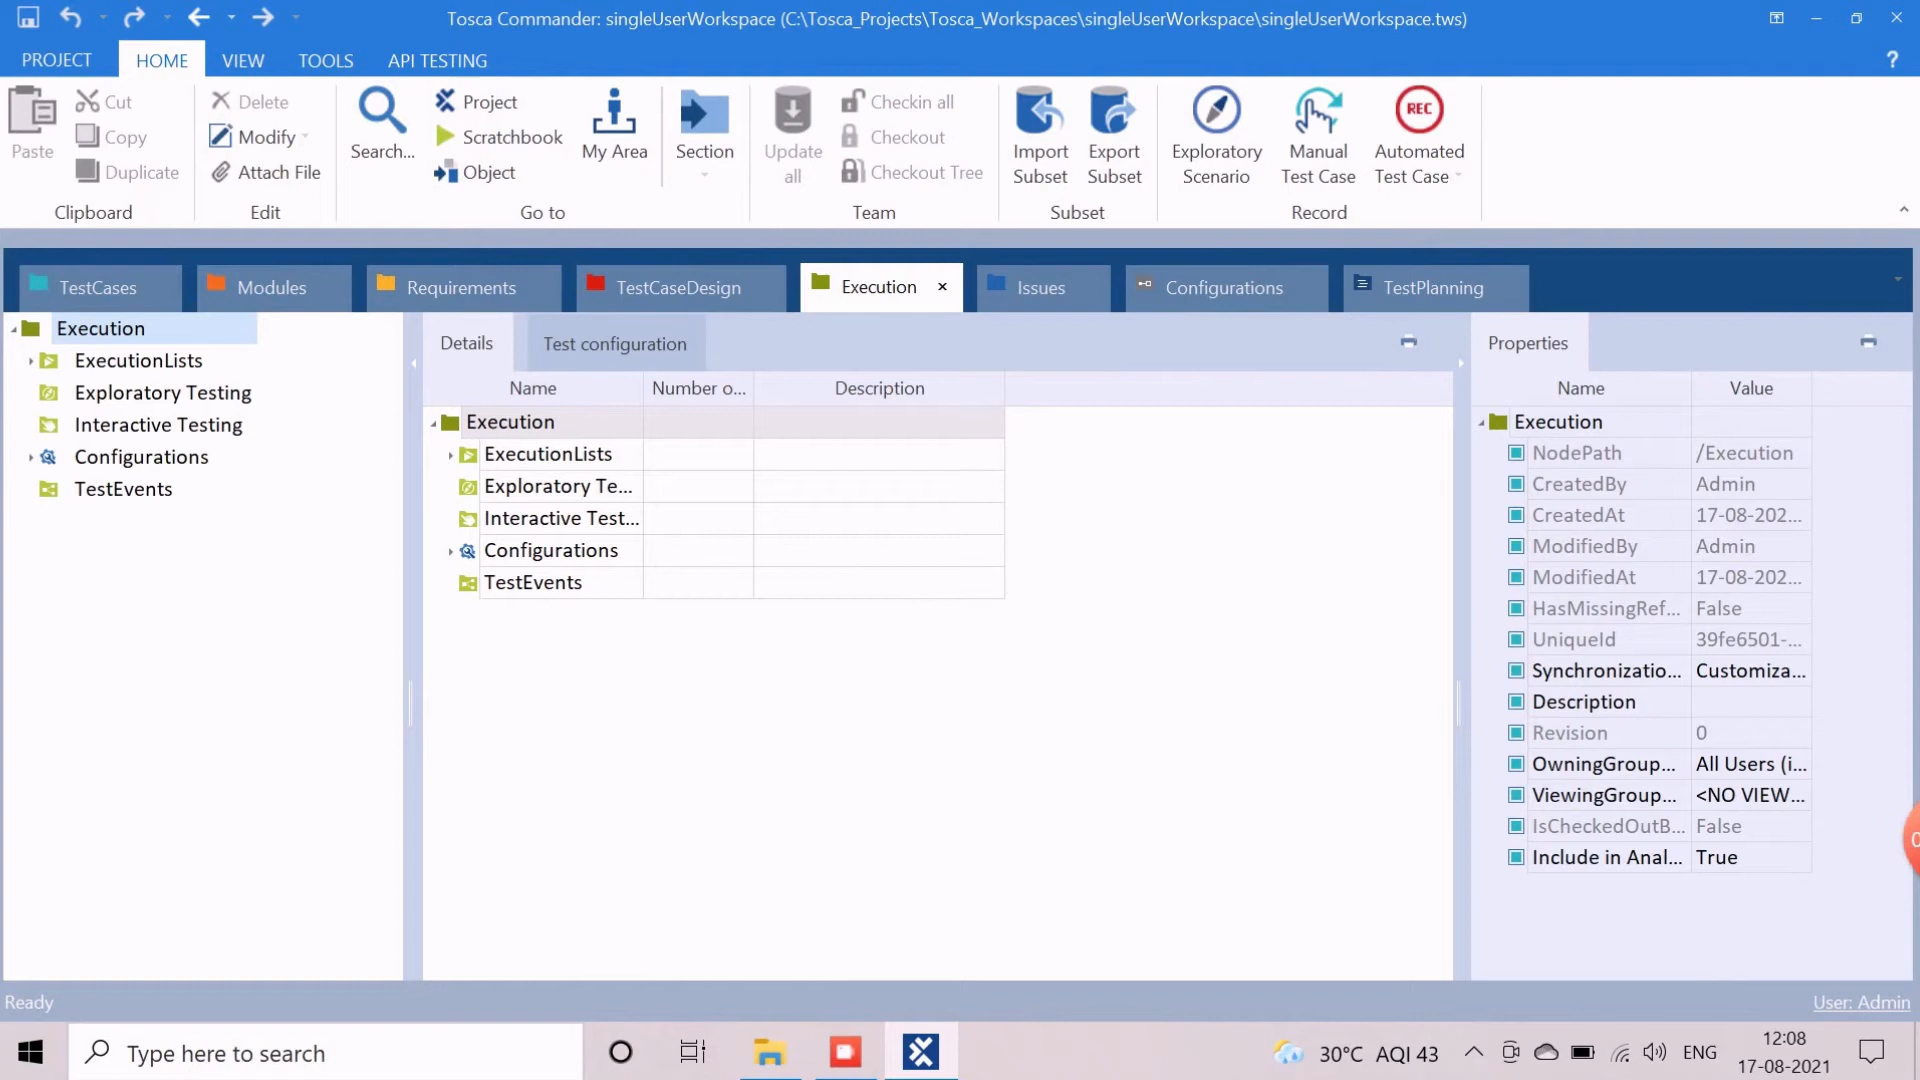 Tosca Commander: singleUserWorkspace (C:\Tosca_Projects\Tosca_Workspaces\singleUserWorkspace\singleUserWorkspace.tws)
PROJECT HOME VIEW TOOLS API TESTING ?
Paste
Cut
Copy
Duplicate
Clipboard
Delete
Modify
Attach File
Edit
Search...
Project
Scratchbook
Object
My Area
Section
Go to
Update all
Checkin all
Checkout
Checkout Tree
Team
Import Subset
Export Subset
Subset
Exploratory Scenario
Manual Test Case
REC
Automated Test Case
Record
TestCases Modules Requirements TestCaseDesign Execution × Issues Configurations TestPlanning
Execution
ExecutionLists
Exploratory Testing
Interactive Testing
Configurations
TestEvents
Details Test configuration
Name Number o... Description
Execution
ExecutionLists
Exploratory Te...
Interactive Test...
Configurations
TestEvents
Properties
Name Value
Execution
NodePath /Execution
CreatedBy Admin
CreatedAt 17-08-202...
ModifiedBy Admin
ModifiedAt 17-08-202...
HasMissingRef... False
UniqueId 39fe6501-...
Synchronizatio... Customiza...
Description
Revision 0
OwningGroup... All Users (i...
ViewingGroup... <NO VIEW...
IsCheckedOutB... False
Include in Anal... True
Ready User: Admin
Type here to search
30°C AQI 43 ENG
12:08
17-08-2021